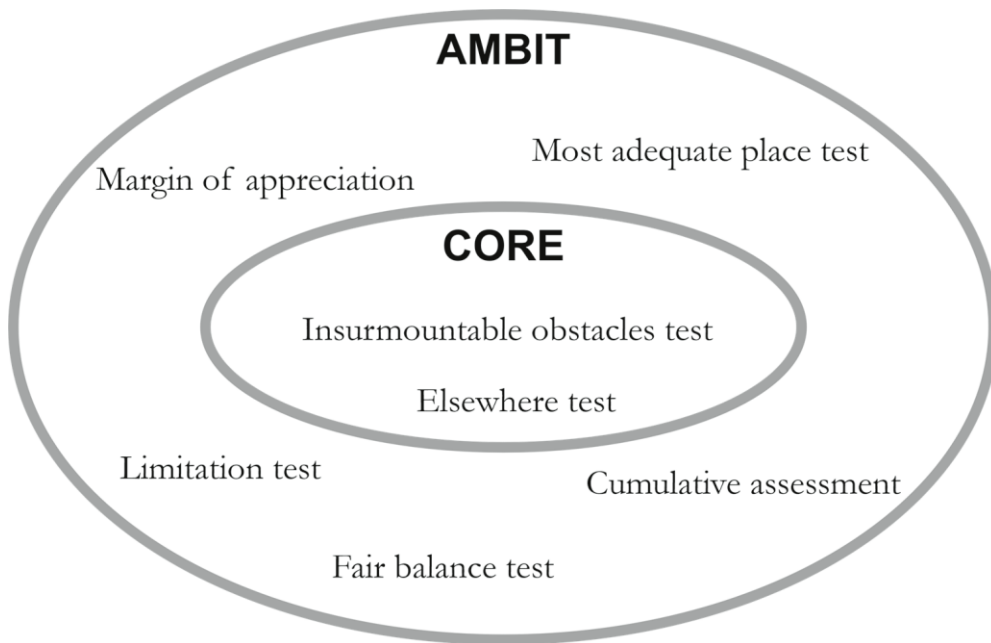 AMBIT
Most adequate place test
Margin of appreciation
CORE
Insurmountable obstacles test
Elsewhere test
Limitation test
Cumulative assessment
Fair balance test